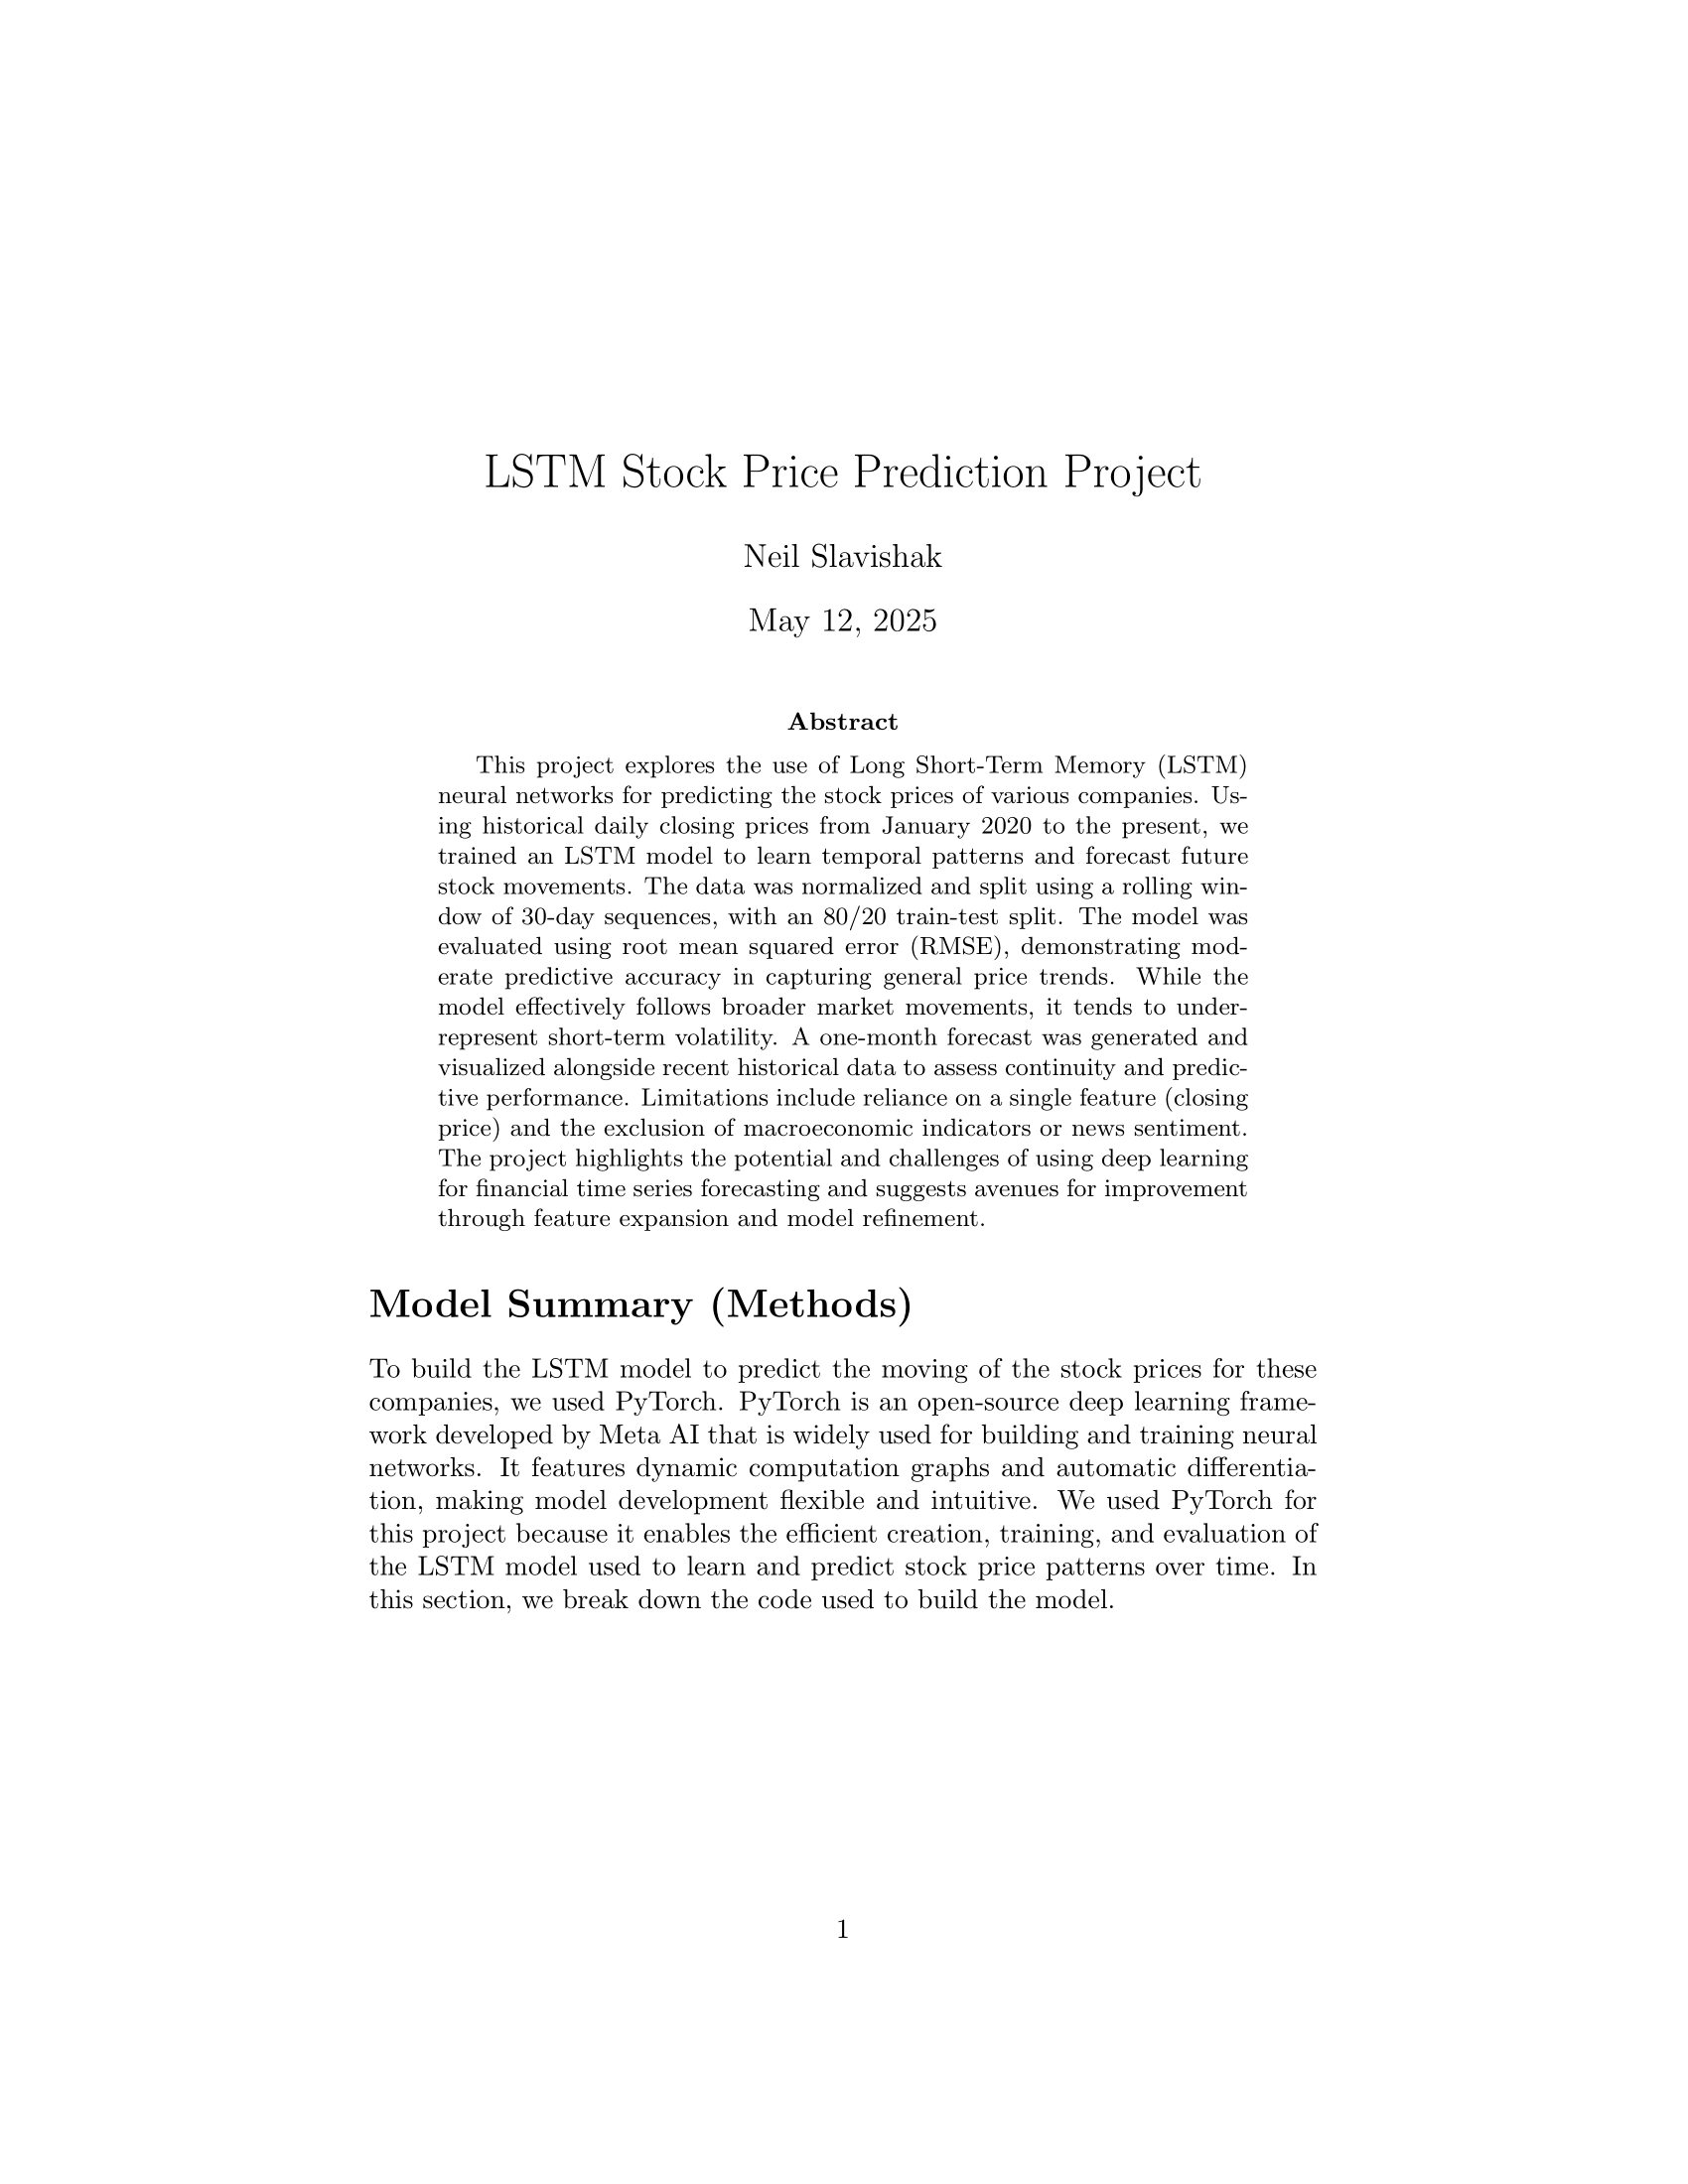 LSTM Stock Price Prediction Project
Neil Slavishak
May 12, 2025
Abstract
This project explores the use of Long Short-Term Memory (LSTM)
neural networks for predicting the stock prices of various companies. Us-
ing historical daily closing prices from January 2020 to the present, we
trained an LSTM model to learn temporal patterns and forecast future
stock movements. The data was normalized and split using a rolling win-
dow of 30-day sequences, with an 80/20 train-test split. The model was
evaluated using root mean squared error (RMSE), demonstrating mod-
erate predictive accuracy in capturing general price trends. While the
model effectively follows broader market movements, it tends to under-
represent short-term volatility. A one-month forecast was generated and
visualized alongside recent historical data to assess continuity and predic-
tive performance. Limitations include reliance on a single feature (closing
price) and the exclusion of macroeconomic indicators or news sentiment.
The project highlights the potential and challenges of using deep learning
for financial time series forecasting and suggests avenues for improvement
through feature expansion and model refinement.
Model Summary (Methods)
To build the LSTM model to predict the moving of the stock prices for these
companies, we used PyTorch. PyTorch is an open-source deep learning frame-
work developed by Meta AI that is widely used for building and training neural
networks. It features dynamic computation graphs and automatic differentia-
tion, making model development flexible and intuitive. We used PyTorch for
this project because it enables the efficient creation, training, and evaluation of
the LSTM model used to learn and predict stock price patterns over time. In
this section, we break down the code used to build the model.
1